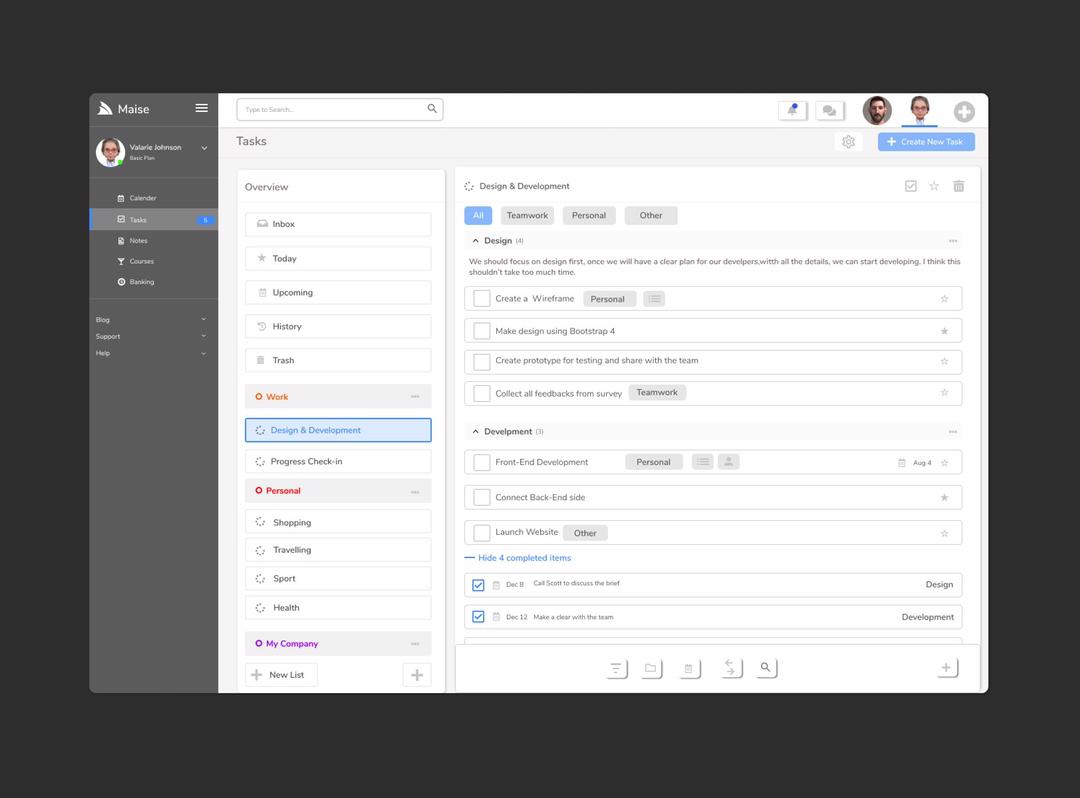 Maise
Type to Search...
Tasks
Create New Task
Valarie Johnson
Basic Plan
Calender
Tasks
5
Notes
Courses
Banking
Blog
Support
Help
Overview
Inbox
Today
Upcoming
History
Trash
Work
Design & Development
Progress Check-in
Personal
Shopping
Travelling
Sport
Health
My Company
New List
Design & Development
All Teamwork Personal Other
Design (4)
We should focus on design first, once we will have a clear plan for our develpers,witth all the details, we can start developing. I think this
shouldn't take too much time.
Create a Wireframe Personal
Make design using Bootstrap 4
Create prototype for testing and share with the team
Collect all feedbacks from survey Teamwork
Develpment (3)
Front-End Development Personal Aug 4
Connect Back-End side
Launch Website Other
Hide 4 completed items
Dec 8 Call Scott to discuss the brief Design
Dec 12 Make a clear with the team Development